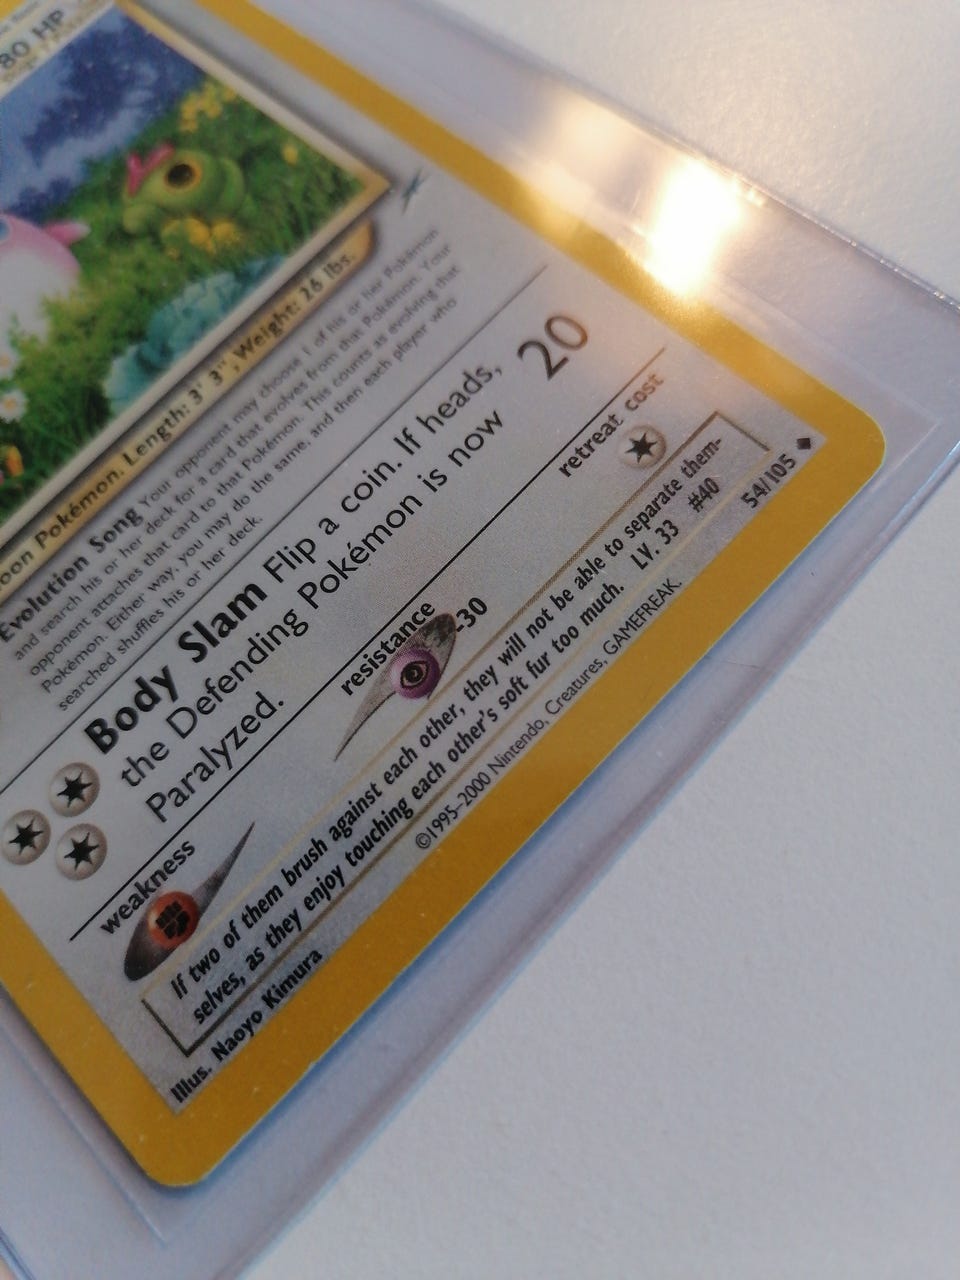 80 HP
oon Pokémon. Length: 3' 3", Weight: 26 lbs.
Evolution Song Your opponent may choose 1 of his or her Pokémon
and search his or her deck for a card that evolves from that Pokémon. Your
opponent attaches that card to that Pokémon. This counts as evolving that
Pokémon. Either way, you may do the same, and then each player who
searched shuffles his or her deck.
Body Slam Flip a coin. If heads, 20
the Defending Pokémon is now
Paralyzed.
weakness resistance retreat cost
-30
If two of them brush against each other, they will not be able to separate them-
selves, as they enjoy touching each other's soft fur too much. LV. 33 #40
Illus. Naoyo Kimura ©1995–2000 Nintendo, Creatures, GAMEFREAK. 54/105